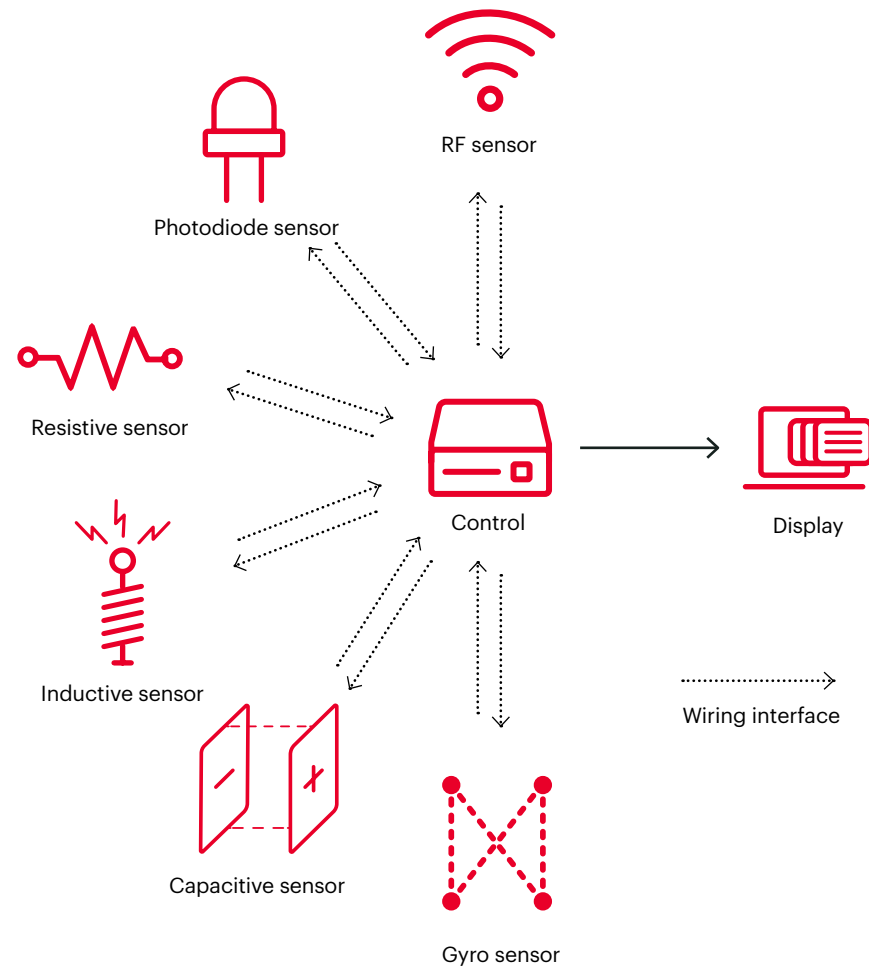 RF sensor
Photodiode sensor
Resistive sensor
Control
Display
Inductive sensor
Wiring interface
Capacitive sensor
Gyro sensor